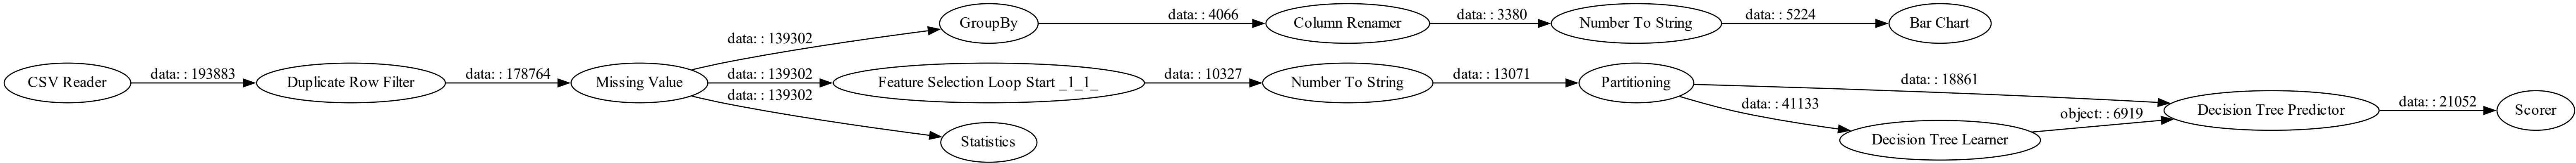 CSV Reader
data: : 193883
Duplicate Row Filter
data: : 178764
Missing Value
data: : 139302
GroupBy
data: : 4066
Column Renamer
data: : 3380
Number To String
data: : 5224
Bar Chart
data: : 139302
Feature Selection Loop Start _1_1_
data: : 10327
Number To String
data: : 13071
Partitioning
data: : 18861
data: : 41133
Decision Tree Learner
object: : 6919
Decision Tree Predictor
data: : 21052
Scorer
data: : 139302
Statistics